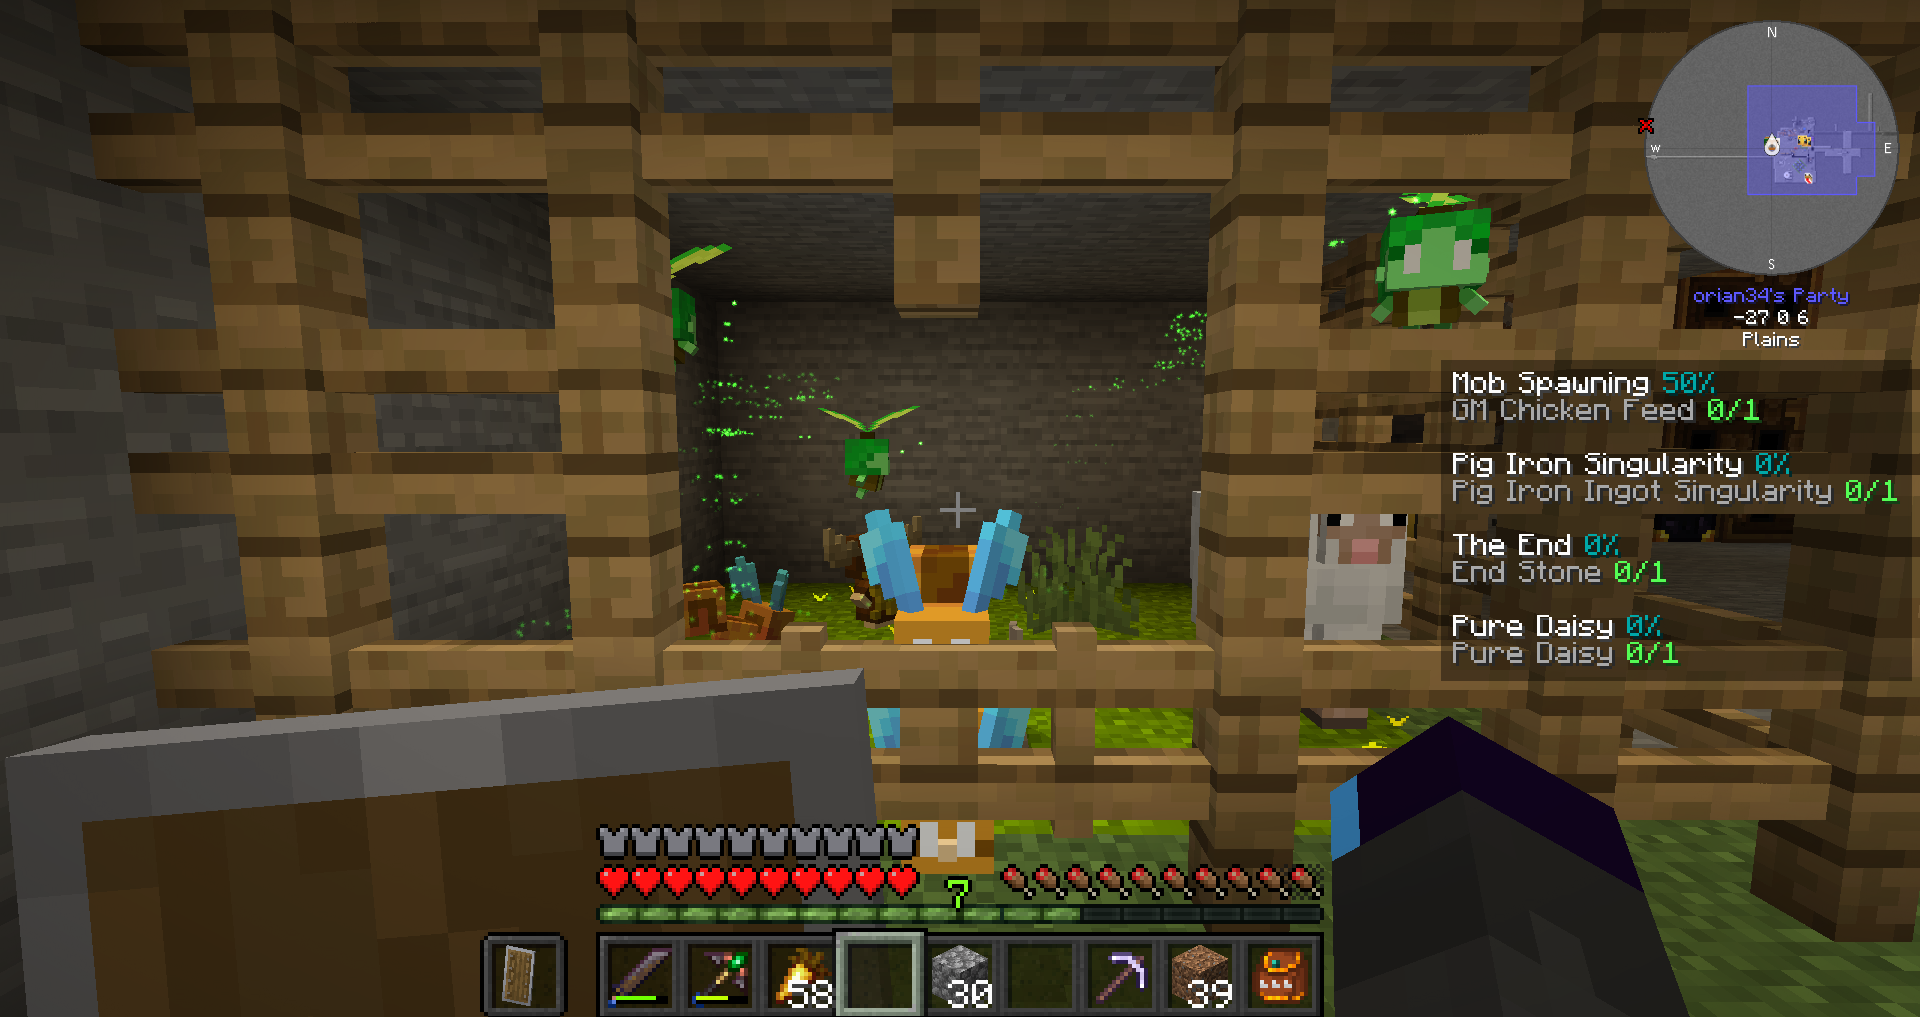 N
W
E
S
orian34's Party
-27 0 6
Plains
Mob Spawning 50%
GM Chicken Feed 0/1
Pig Iron Singularity 0%
Pig Iron Ingot Singularity 0/1
The End 0%
End Stone 0/1
Pure Daisy 0%
Pure Daisy 0/1
7
58
30
39